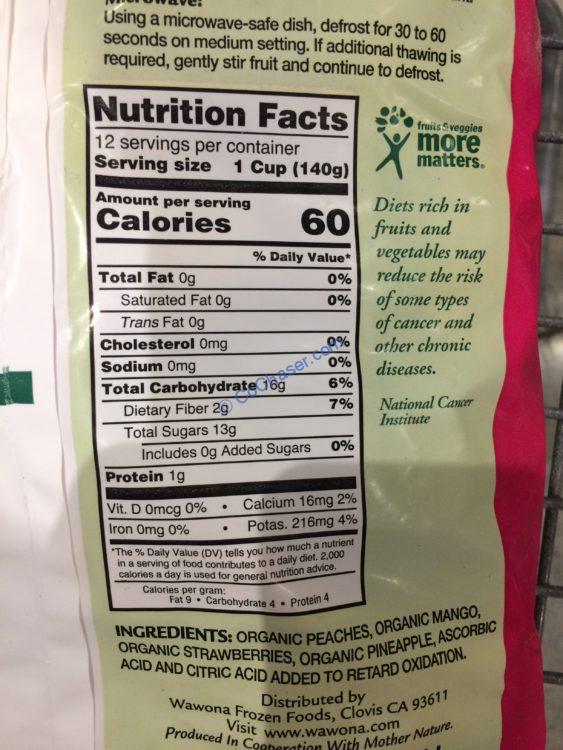 Microwave:
Using a microwave-safe dish, defrost for 30 to 60
seconds on medium setting. If additional thawing is
required, gently stir fruit and continue to defrost.
Nutrition Facts
12 servings per container
Serving size 1 Cup (140g)
Amount per serving
Calories 60
% Daily Value*
Total Fat 0g 0%
Saturated Fat 0g 0%
Trans Fat 0g
Cholesterol 0mg 0%
Sodium 0mg 0%
Total Carbohydrate 16g 6%
Dietary Fiber 2g 7%
Total Sugars 13g
Includes 0g Added Sugars 0%
Protein 1g
Vit. D 0mcg 0% • Calcium 16mg 2%
Iron 0mg 0% • Potas. 216mg 4%
*The % Daily Value (DV) tells you how much a nutrient
in a serving of food contributes to a daily diet. 2,000
calories a day is used for general nutrition advice.
Calories per gram:
Fat 9 • Carbohydrate 4 • Protein 4
fruits & veggies
more
matters®
Diets rich in
fruits and
vegetables may
reduce the risk
of some types
of cancer and
other chronic
diseases.
National Cancer
Institute
© CoChaser.com
INGREDIENTS: ORGANIC PEACHES, ORGANIC MANGO,
ORGANIC STRAWBERRIES, ORGANIC PINEAPPLE, ASCORBIC
ACID AND CITRIC ACID ADDED TO RETARD OXIDATION.
Distributed by
Wawona Frozen Foods, Clovis CA 93611
Visit www.wawona.com
Produced In Cooperation With Mother Nature.